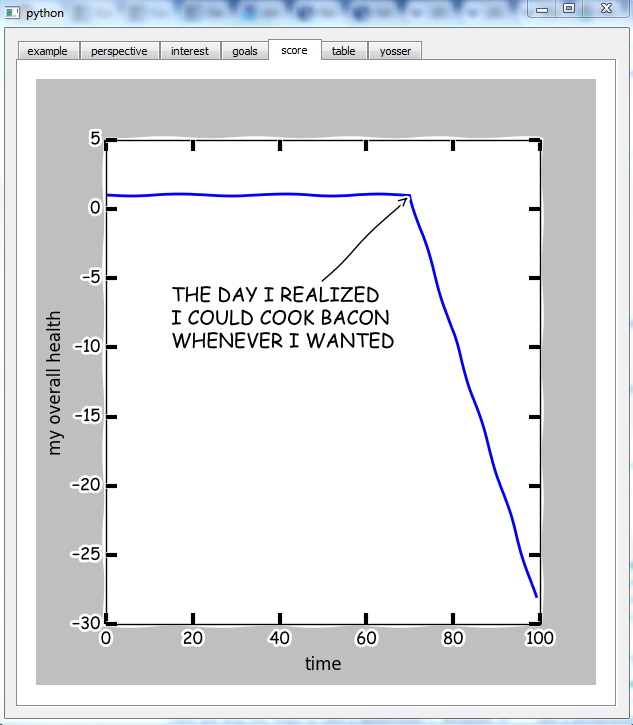 python
example perspective interest goals score table yosser
5
0
−5
−10
−15
−20
−25
−30
my overall health
THE DAY I REALIZED
I COULD COOK BACON
WHENEVER I WANTED
0 20 40 60 80 100
time